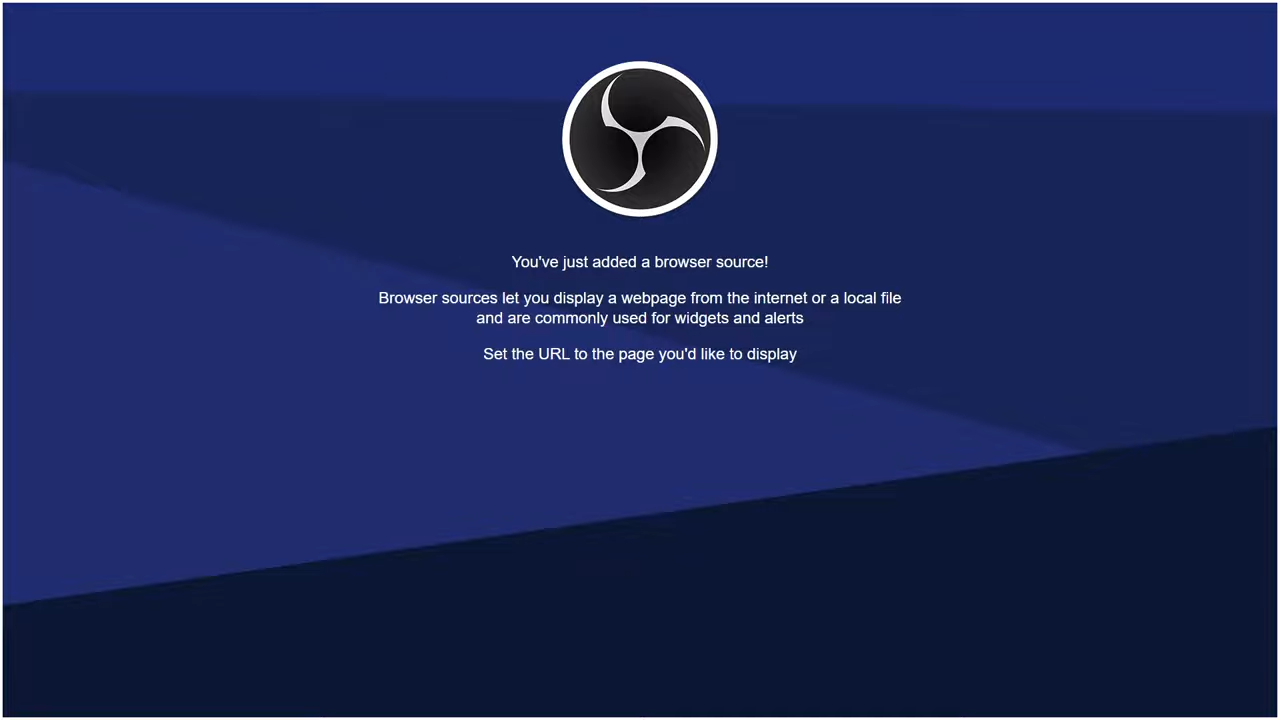 You've just added a browser source!
Browser sources let you display a webpage from the internet or a local file
and are commonly used for widgets and alerts
Set the URL to the page you'd like to display